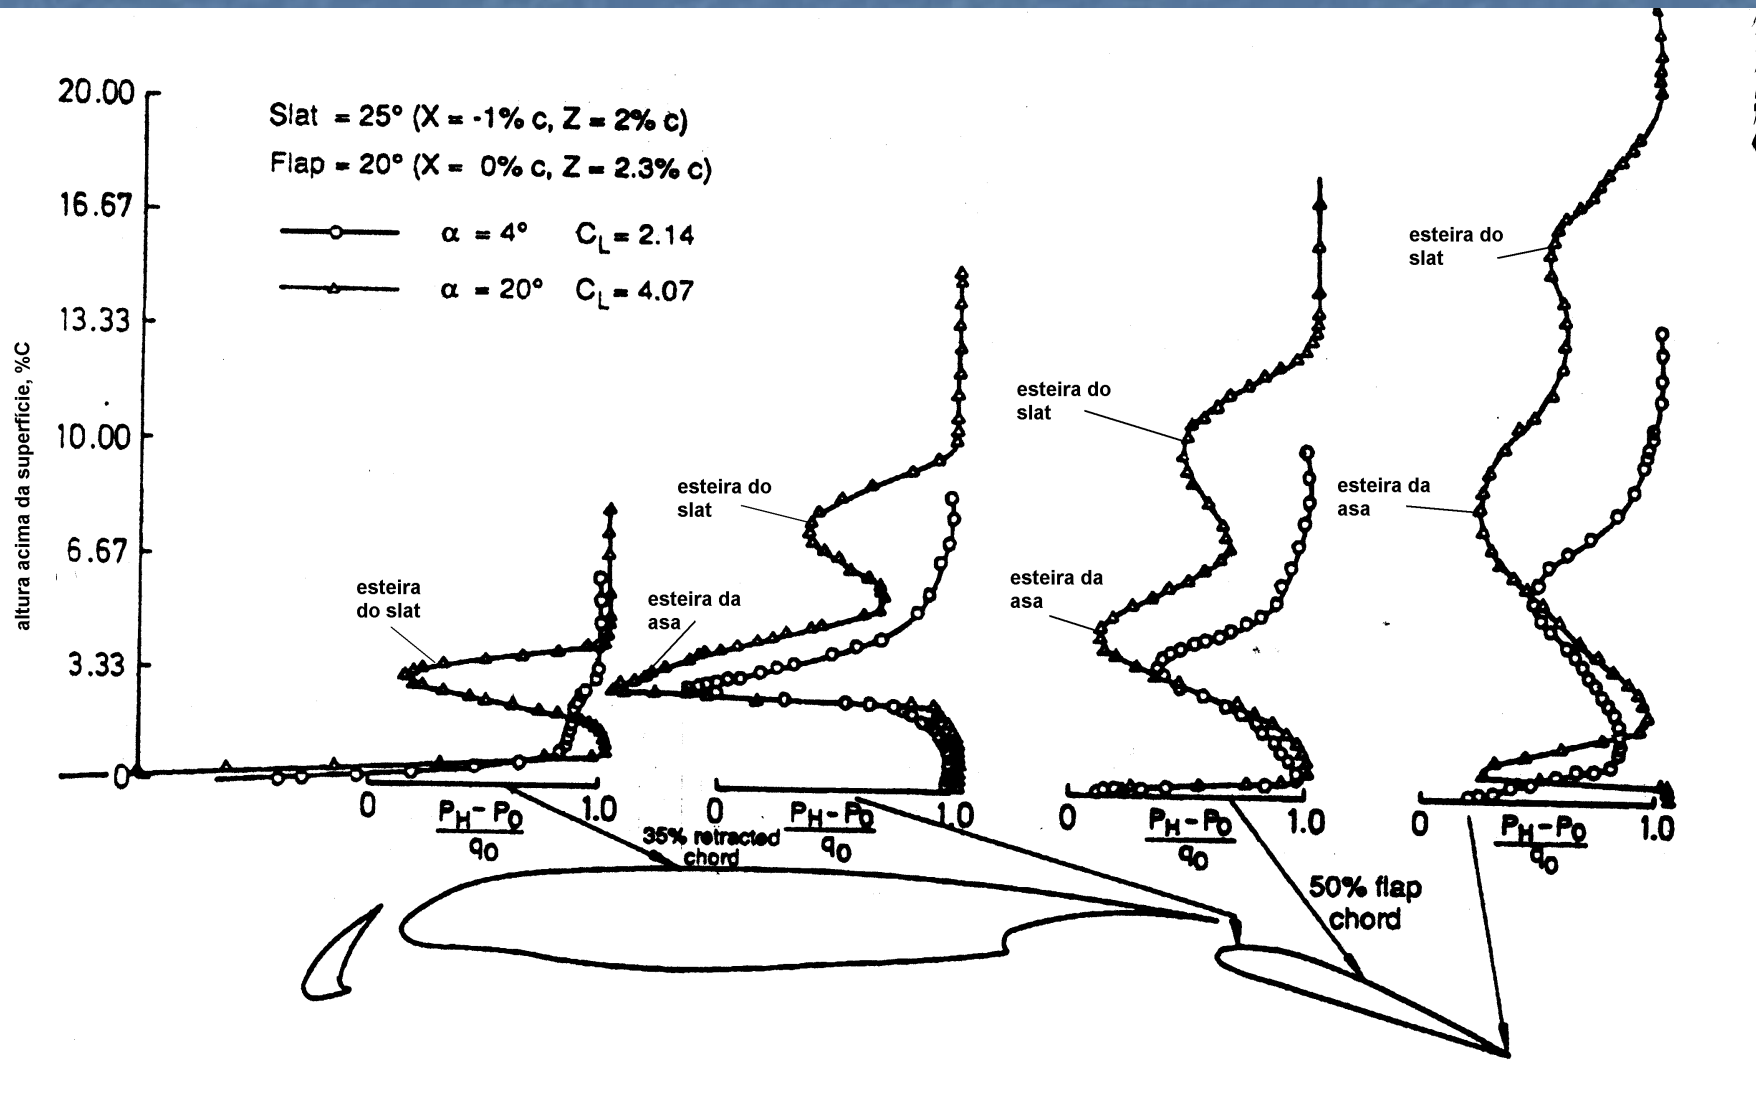 20.00
16.67
13.33
10.00
6.67
3.33
0
altura acima da superfície, %C
Slat = 25° (X = -1% c, Z = 2% c)
Flap = 20° (X = 0% c, Z = 2.3% c)
α = 4° C_L = 2.14
α = 20° C_L = 4.07
esteira
do slat
esteira do
slat
esteira da
asa
esteira do
slat
esteira da
asa
esteira do
slat
esteira da
asa
0 1.0
P_H - P_0
q_0
0 1.0
P_H - P_0
q_0
0 1.0
P_H - P_0
q_0
0 1.0
P_H - P_0
q_0
35% retracted
chord
50% flap
chord